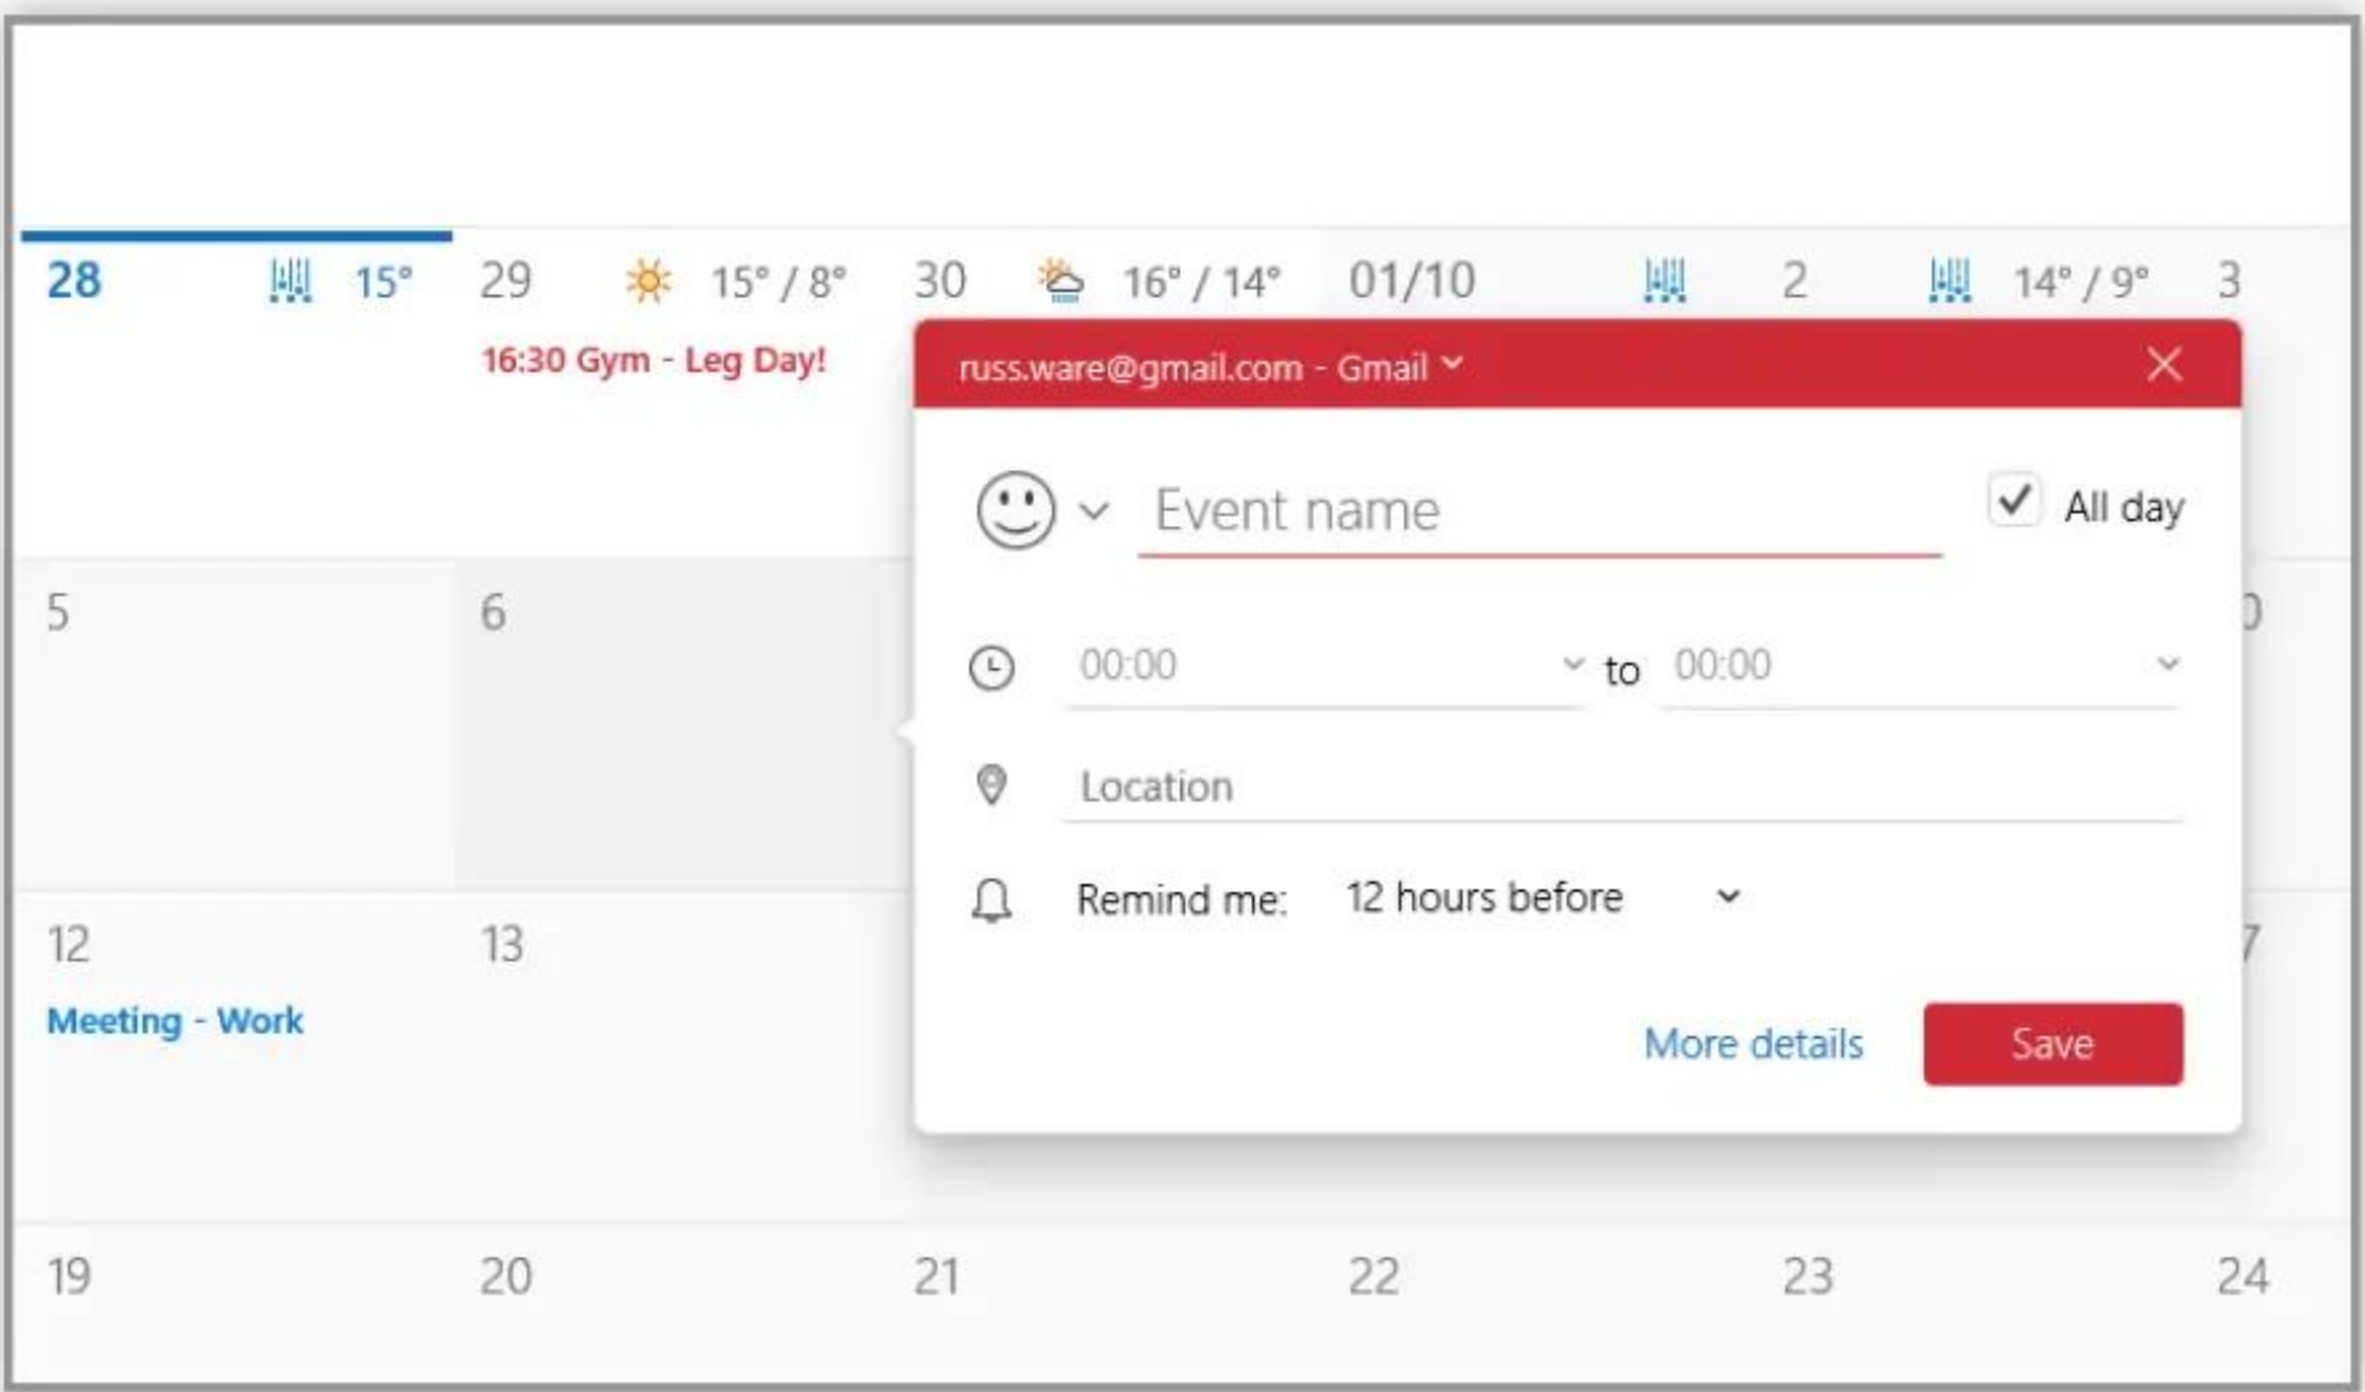 28 15° 29 15° / 8° 30 16° / 14° 01/10 2 14° / 9° 3
16:30 Gym - Leg Day!
russ.ware@gmail.com - Gmail
Event name
All day
5 6
00:00 to 00:00
Location
Remind me: 12 hours before
12 13
Meeting - Work
More details
Save
19 20 21 22 23 24